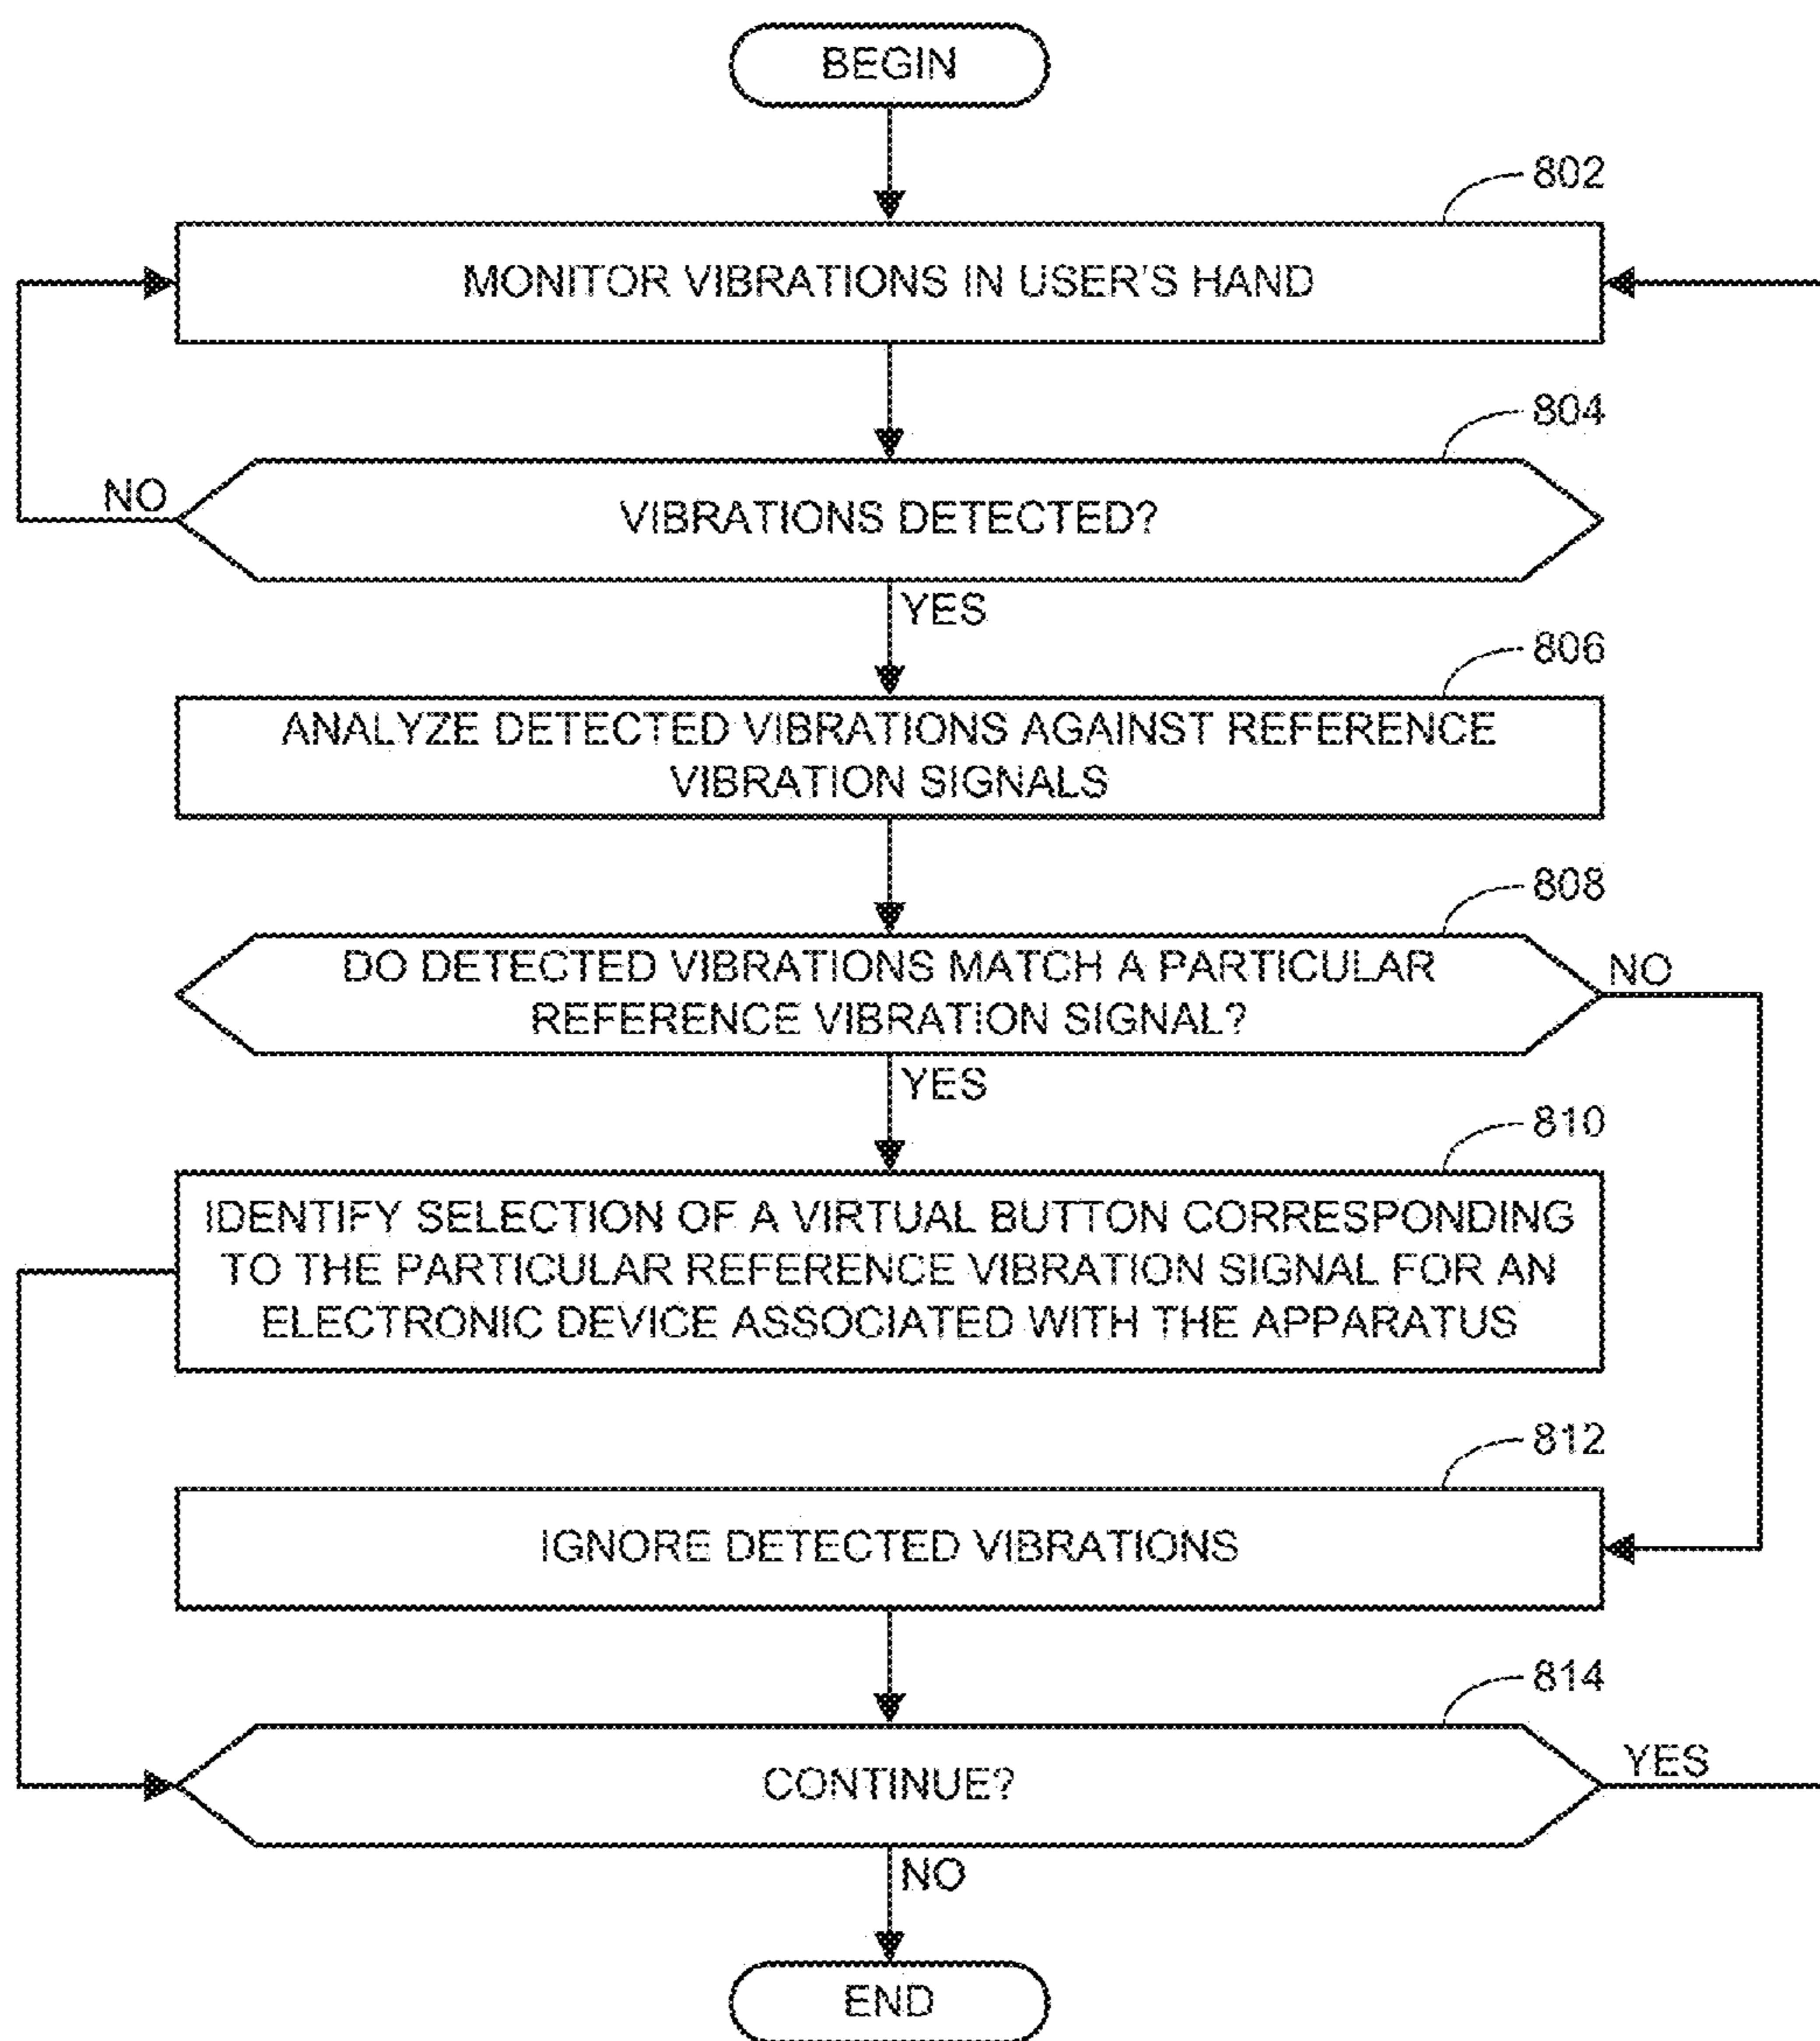 BEGIN
802
MONITOR VIBRATIONS IN USER'S HAND
804
NO
VIBRATIONS DETECTED?
YES
806
ANALYZE DETECTED VIBRATIONS AGAINST REFERENCE
VIBRATION SIGNALS
808
DO DETECTED VIBRATIONS MATCH A PARTICULAR
REFERENCE VIBRATION SIGNAL?
NO
YES
810
IDENTIFY SELECTION OF A VIRTUAL BUTTON CORRESPONDING
TO THE PARTICULAR REFERENCE VIBRATION SIGNAL FOR AN
ELECTRONIC DEVICE ASSOCIATED WITH THE APPARATUS
812
IGNORE DETECTED VIBRATIONS
814
CONTINUE?
YES
NO
END